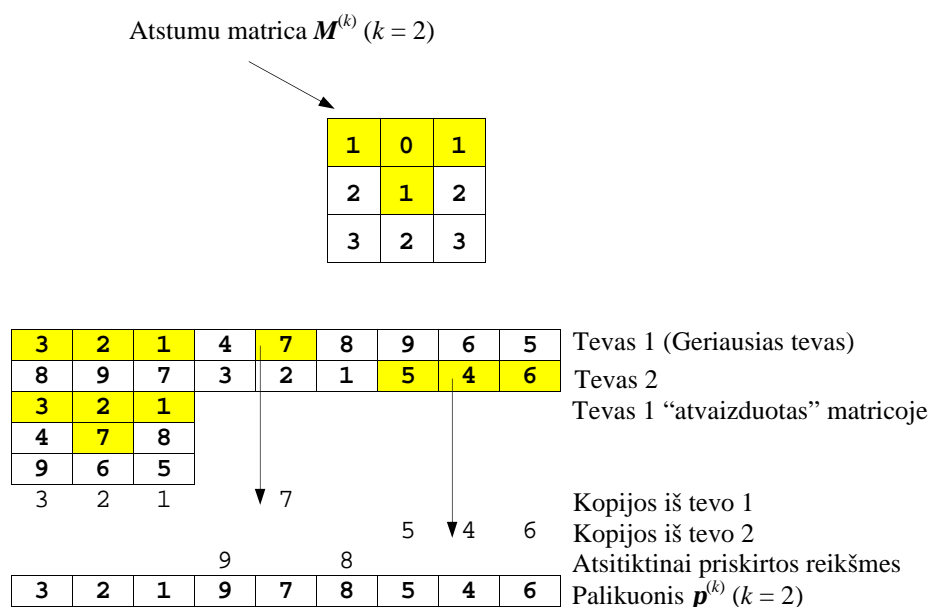 Atstumu matrica M(k) (k = 2)
1 0 1
2 1 2
3 2 3
3 2 1 4 7 8 9 6 5 Tevas 1 (Geriausias tevas)
8 9 7 3 2 1 5 4 6 Tevas 2
3 2 1 Tevas 1 “atvaizduotas” matricoje
4 7 8
9 6 5
3 2 1 7 Kopijos iš tevo 1
5 4 6 Kopijos iš tevo 2
9 8 Atsitiktinai priskirtos reikšmes
3 2 1 9 7 8 5 4 6 Palikuonis p(k) (k = 2)